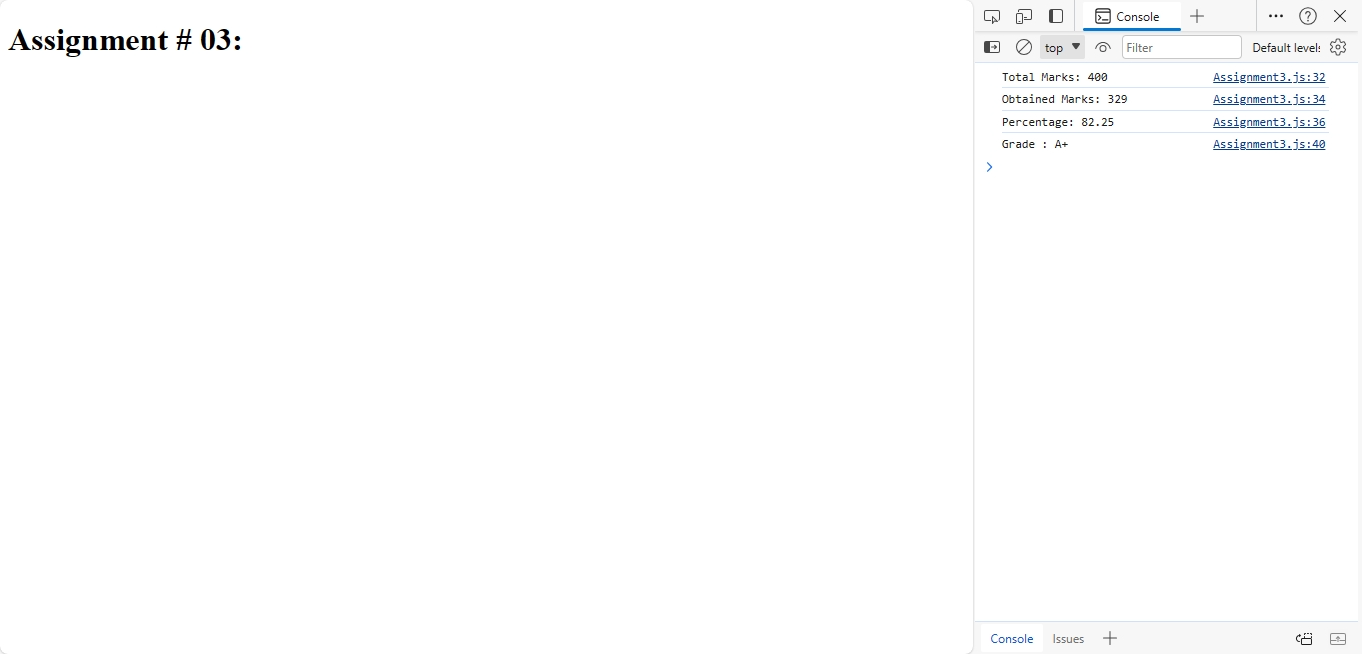 Assignment # 03:
Console
top
Filter
Default levels
Total Marks: 400 Assignment3.js:32
Obtained Marks: 329 Assignment3.js:34
Percentage: 82.25 Assignment3.js:36
Grade : A+ Assignment3.js:40
Console Issues